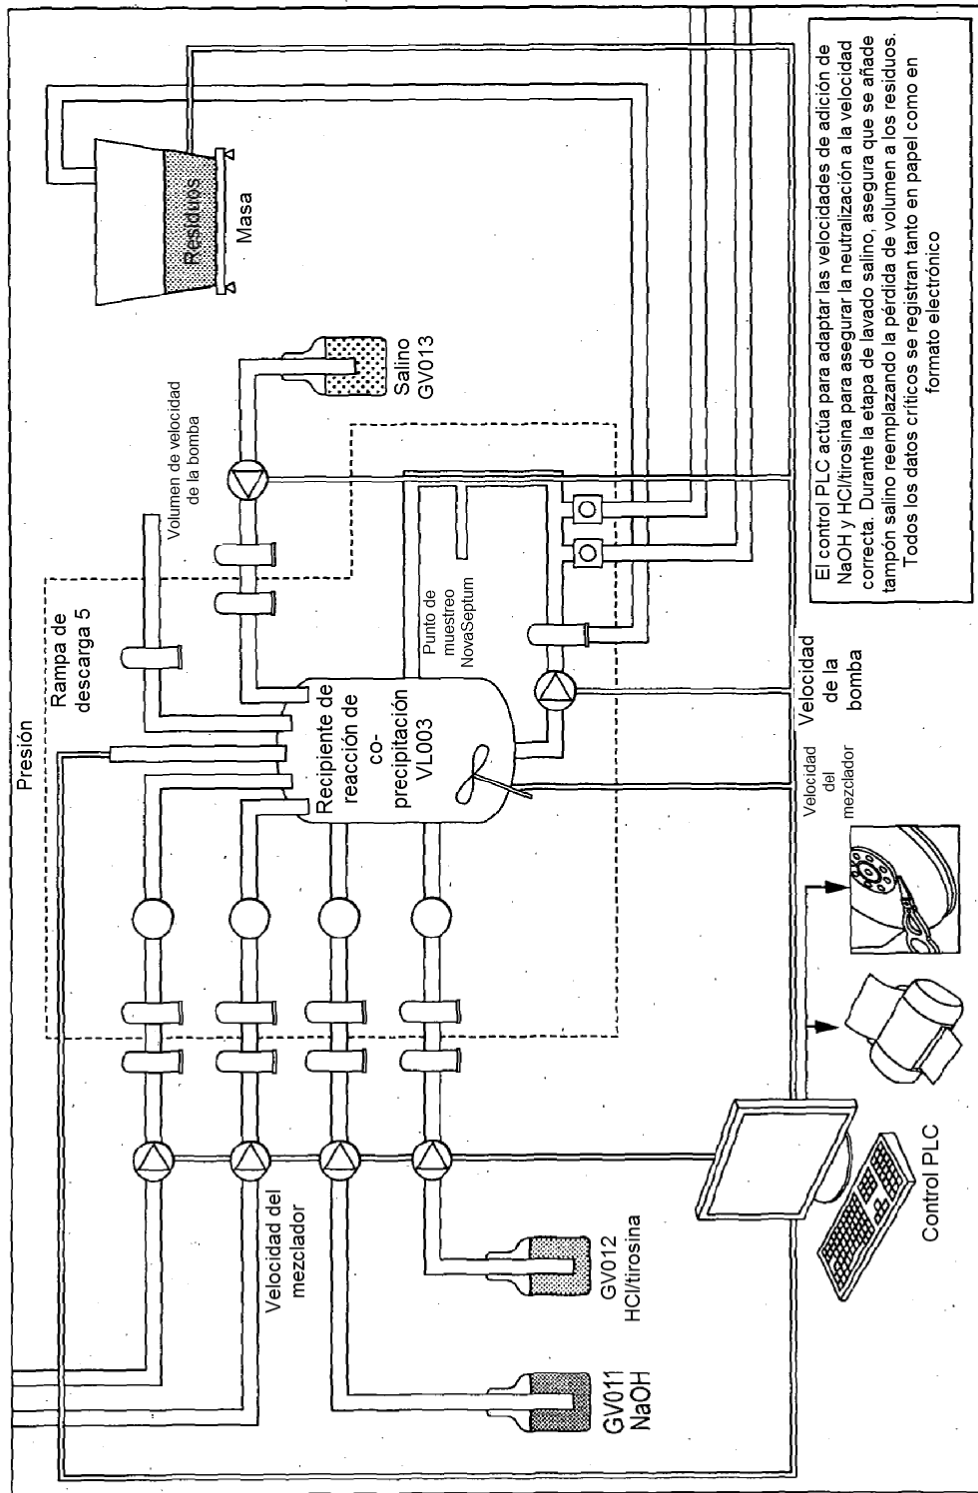 Presión
Rampa de
descarga 5
Volumen de velocidad
de la bomba
Residuos
Masa
Salino
GV013
Recipiente de
reacción de
co-
precipitación
VL003
Punto de
muestreo
NovaSeptum
Velocidad del
mezclador
GV011
NaOH
GV012
HCl/tirosina
Velocidad
del
mezclador
Velocidad
de la
bomba
Control PLC
El control PLC actúa para adaptar las velocidades de adición de
NaOH y HCl/tirosina para asegurar la neutralización a la velocidad
correcta. Durante la etapa de lavado salino, asegura que se añade
tampón salino reemplazando la pérdida de volumen a los residuos.
Todos los datos críticos se registran tanto en papel como en
formato electrónico